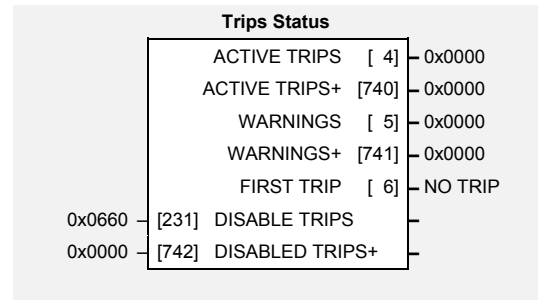 Trips Status
ACTIVE TRIPS [ 4] 0x0000
ACTIVE TRIPS+ [740] 0x0000
WARNINGS [ 5] 0x0000
WARNINGS+ [741] 0x0000
FIRST TRIP [ 6] NO TRIP
0x0660 [231] DISABLE TRIPS
0x0000 [742] DISABLED TRIPS+